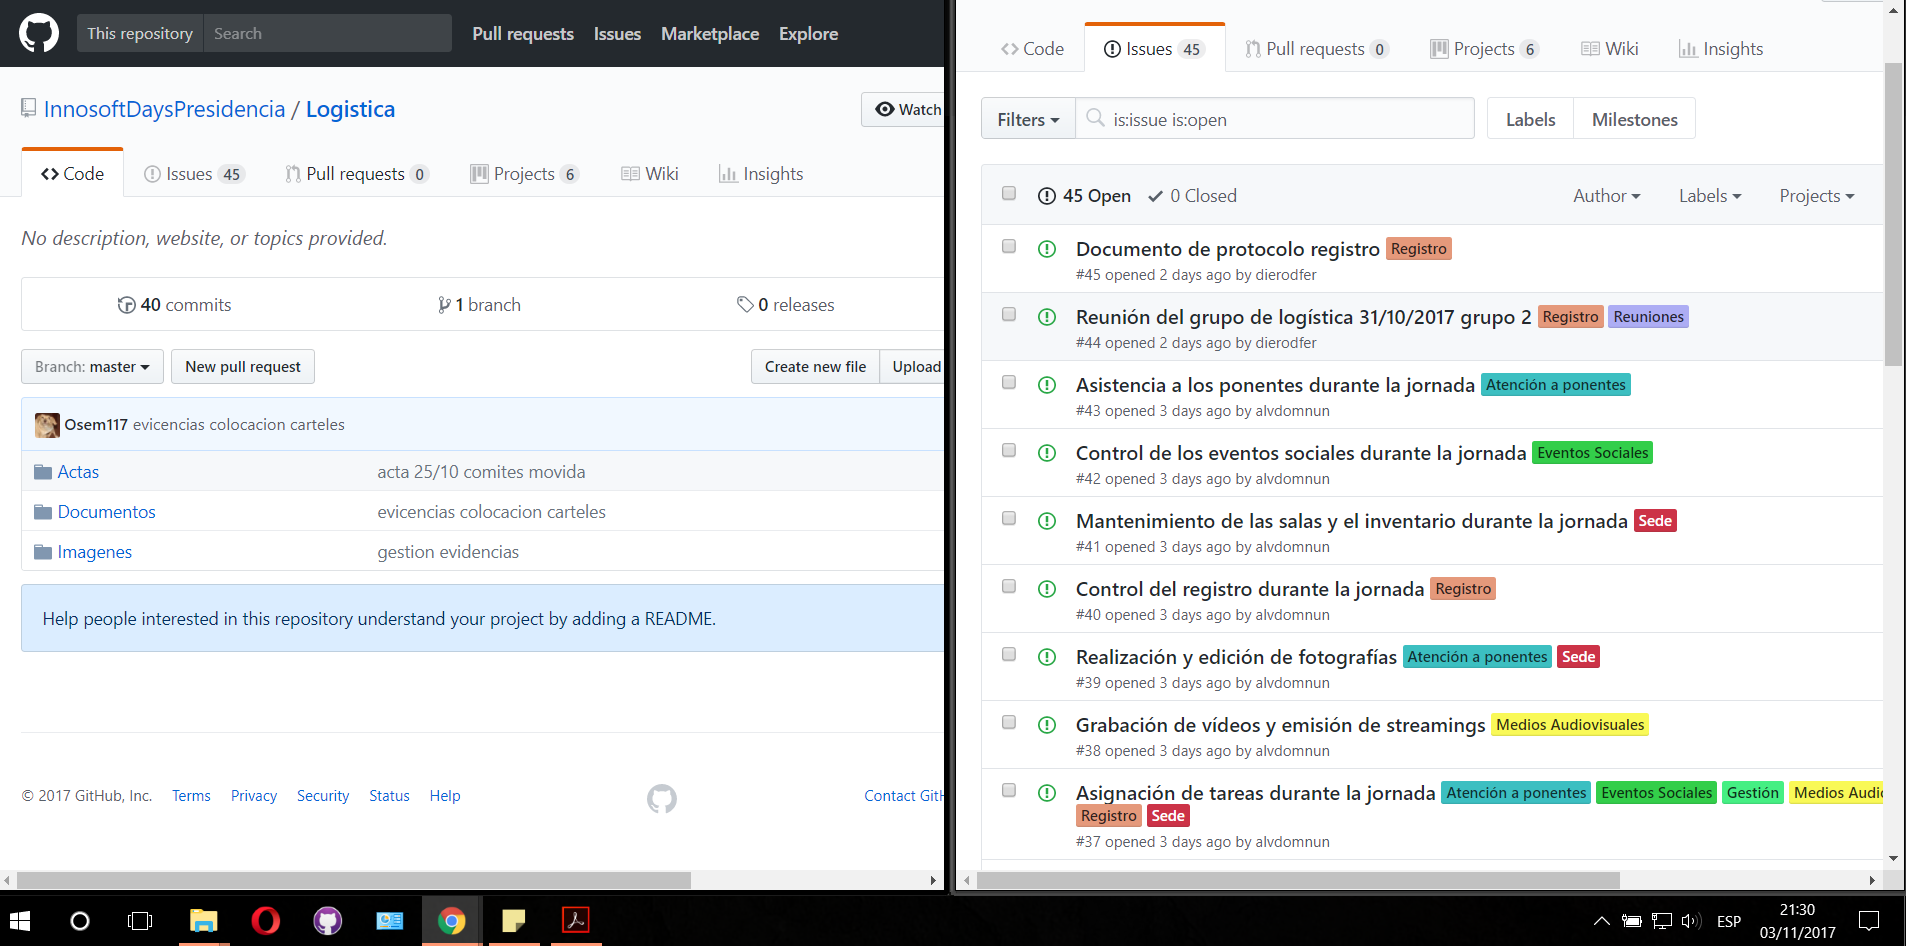 This repository Search Pull requests Issues Marketplace Explore
InnosoftDaysPresidencia / Logistica
Watch
Code Issues 45 Pull requests 0 Projects 6 Wiki Insights
No description, website, or topics provided.
40 commits 1 branch 0 releases
Branch: master New pull request Create new file Upload
Osem117 evicencias colocacion carteles
Actas acta 25/10 comites movida
Documentos evicencias colocacion carteles
Imagenes gestion evidencias
Help people interested in this repository understand your project by adding a README.
© 2017 GitHub, Inc. Terms Privacy Security Status Help Contact GitH
Code Issues 45 Pull requests 0 Projects 6 Wiki Insights
Filters is:issue is:open Labels Milestones
45 Open 0 Closed Author Labels Projects
Documento de protocolo registro Registro
#45 opened 2 days ago by dierodfer
Reunión del grupo de logística 31/10/2017 grupo 2 Registro Reuniones
#44 opened 2 days ago by dierodfer
Asistencia a los ponentes durante la jornada Atención a ponentes
#43 opened 3 days ago by alvdomnun
Control de los eventos sociales durante la jornada Eventos Sociales
#42 opened 3 days ago by alvdomnun
Mantenimiento de las salas y el inventario durante la jornada Sede
#41 opened 3 days ago by alvdomnun
Control del registro durante la jornada Registro
#40 opened 3 days ago by alvdomnun
Realización y edición de fotografías Atención a ponentes Sede
#39 opened 3 days ago by alvdomnun
Grabación de vídeos y emisión de streamings Medios Audiovisuales
#38 opened 3 days ago by alvdomnun
Asignación de tareas durante la jornada Atención a ponentes Eventos Sociales Gestión Medios Audio
Registro Sede
#37 opened 3 days ago by alvdomnun
ESP
21:30
03/11/2017